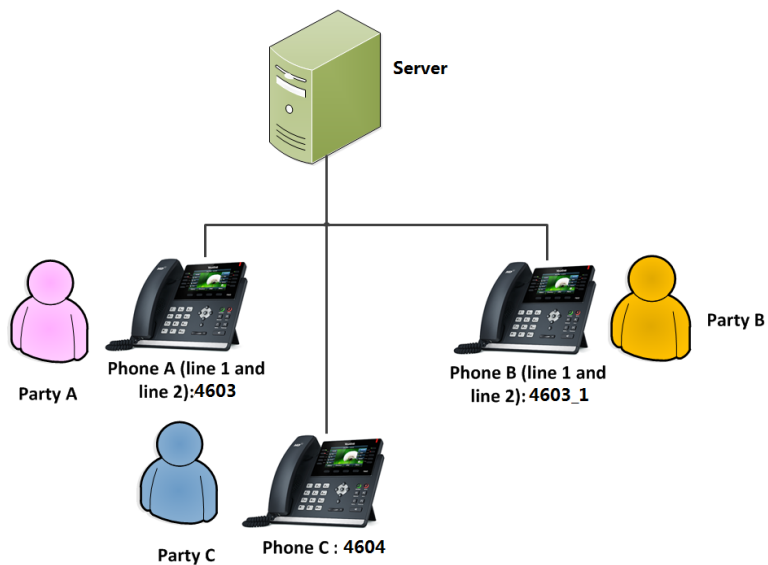 Server
Party B
Phone A (line 1 and
line 2):4603
Phone B (line 1 and
line 2): 4603_1
Party A
Phone C : 4604
Party C